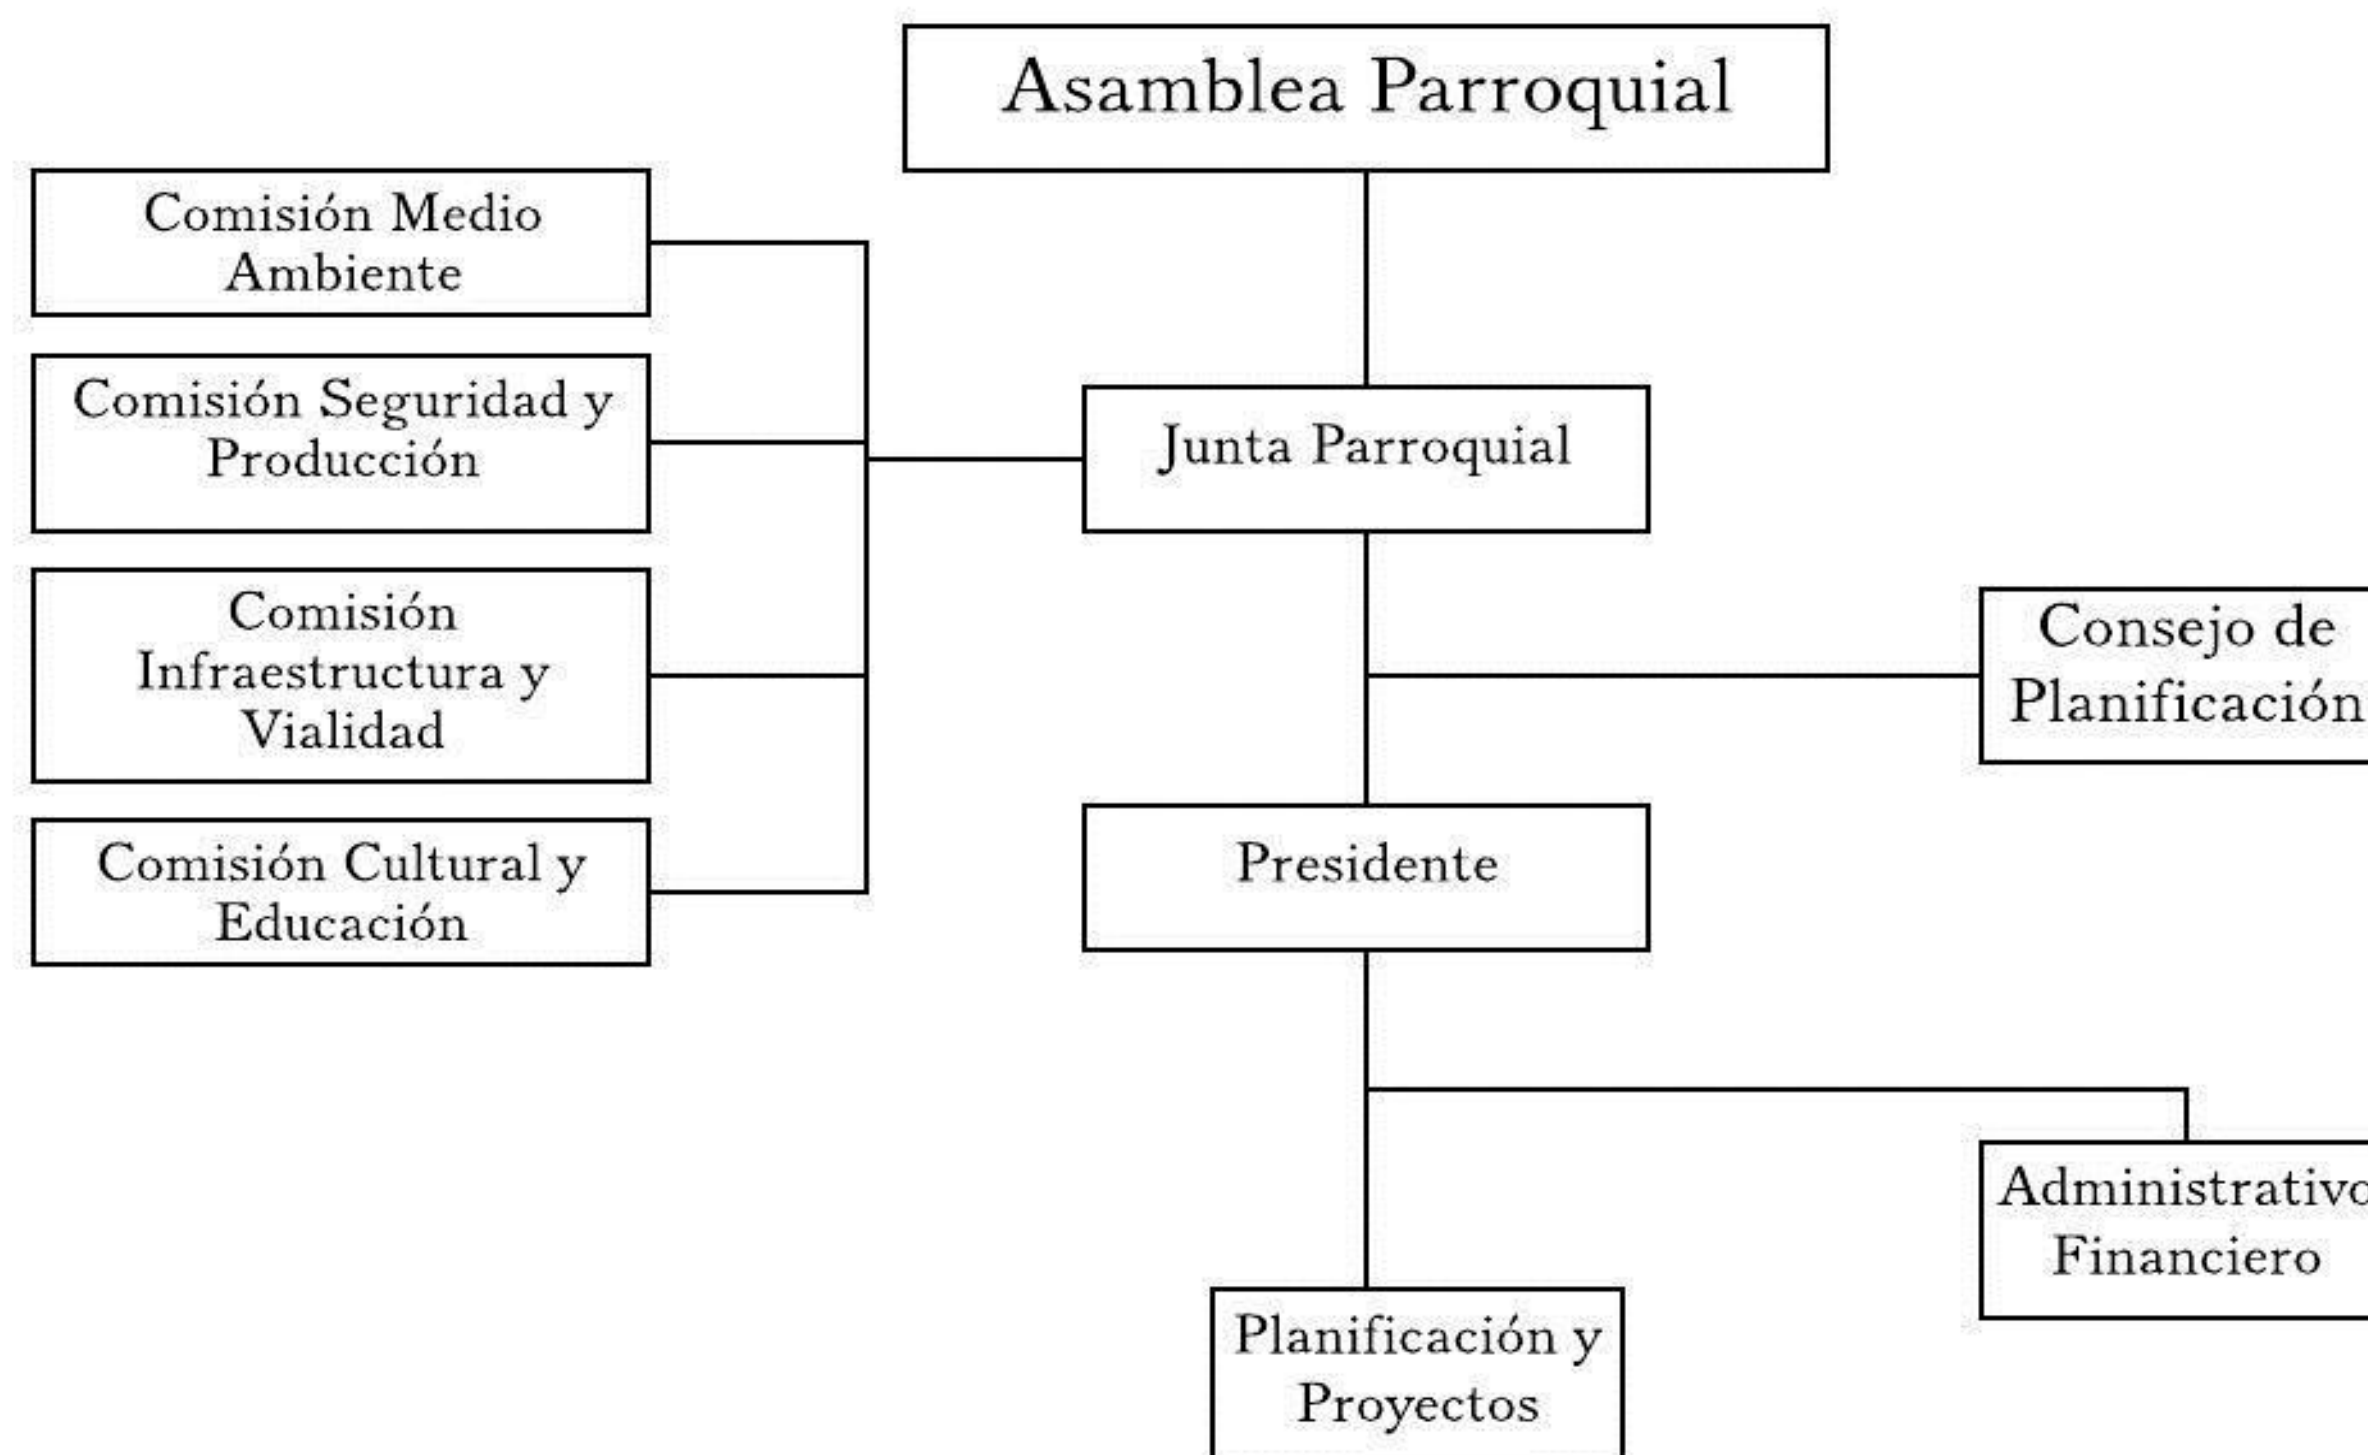 Asamblea Parroquial
Comisión Medio
Ambiente
Comisión Seguridad y
Producción
Junta Parroquial
Comisión
Infraestructura y
Vialidad
Consejo de
Planificación
Comisión Cultural y
Educación
Presidente
Administrativo
Financiero
Planificación y
Proyectos